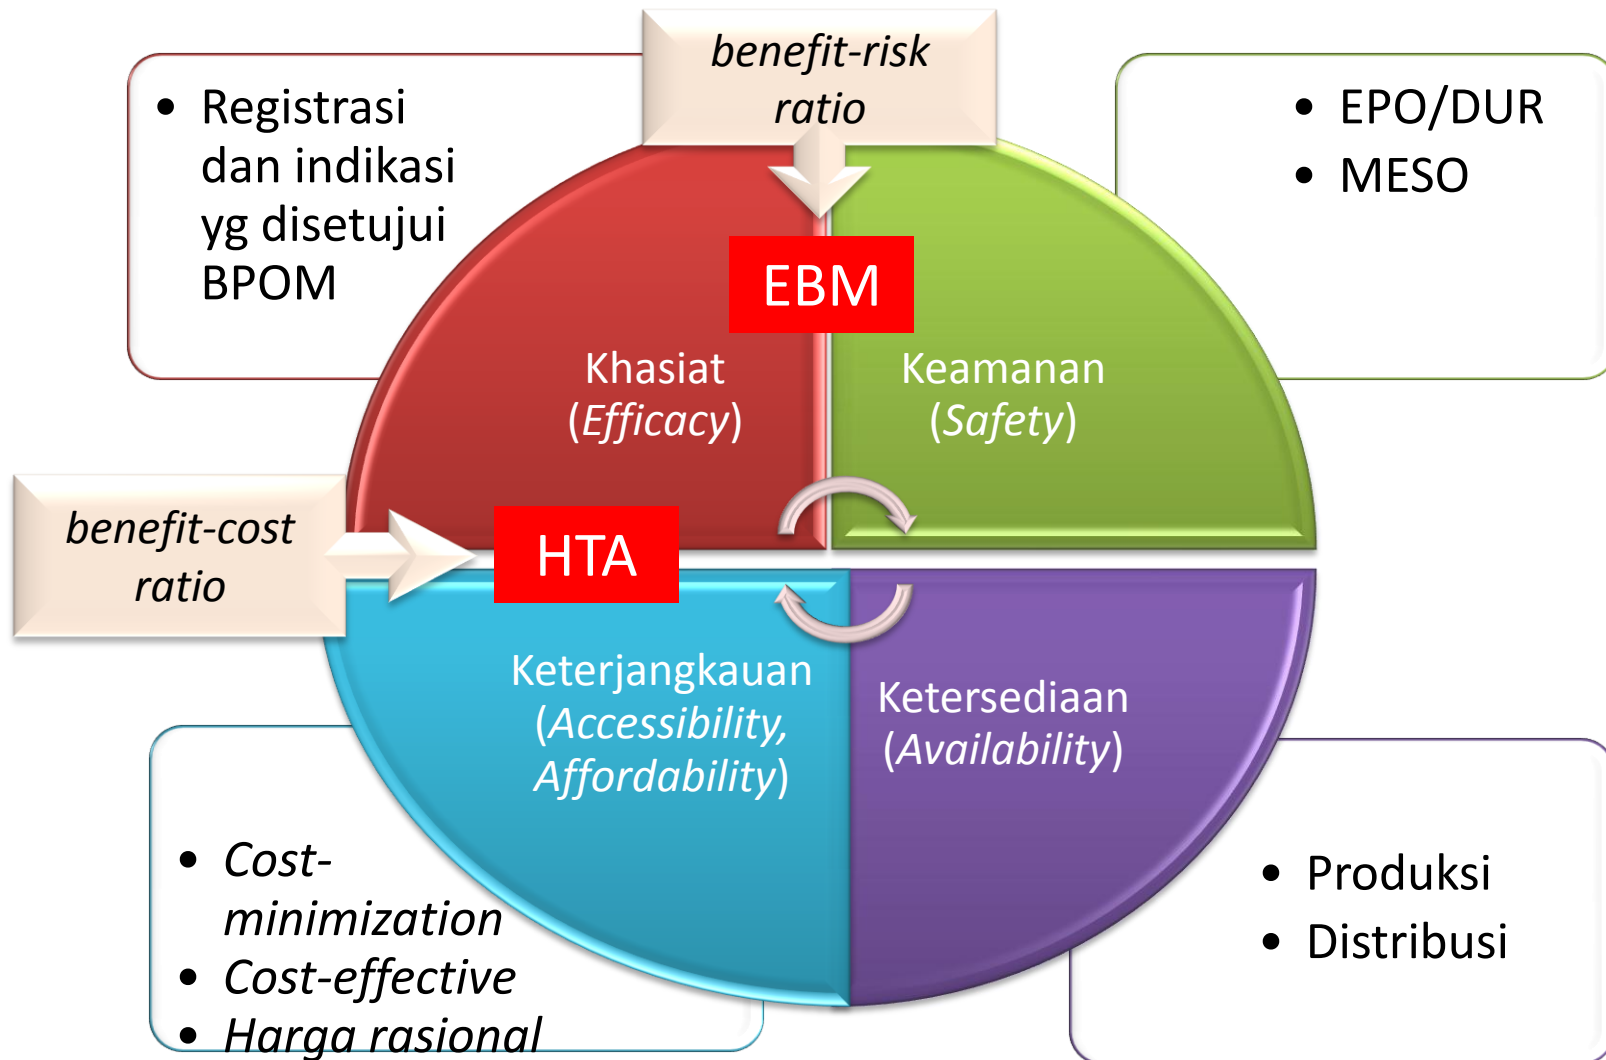 benefit-risk
ratio
• Registrasi
dan indikasi
yg disetujui
BPOM
• EPO/DUR
• MESO
EBM
Khasiat
(Efficacy)
Keamanan
(Safety)
benefit-cost
ratio
HTA
Keterjangkauan
(Accessibility,
Affordability)
Ketersediaan
(Availability)
• Cost-
minimization
• Cost-effective
• Harga rasional
• Produksi
• Distribusi